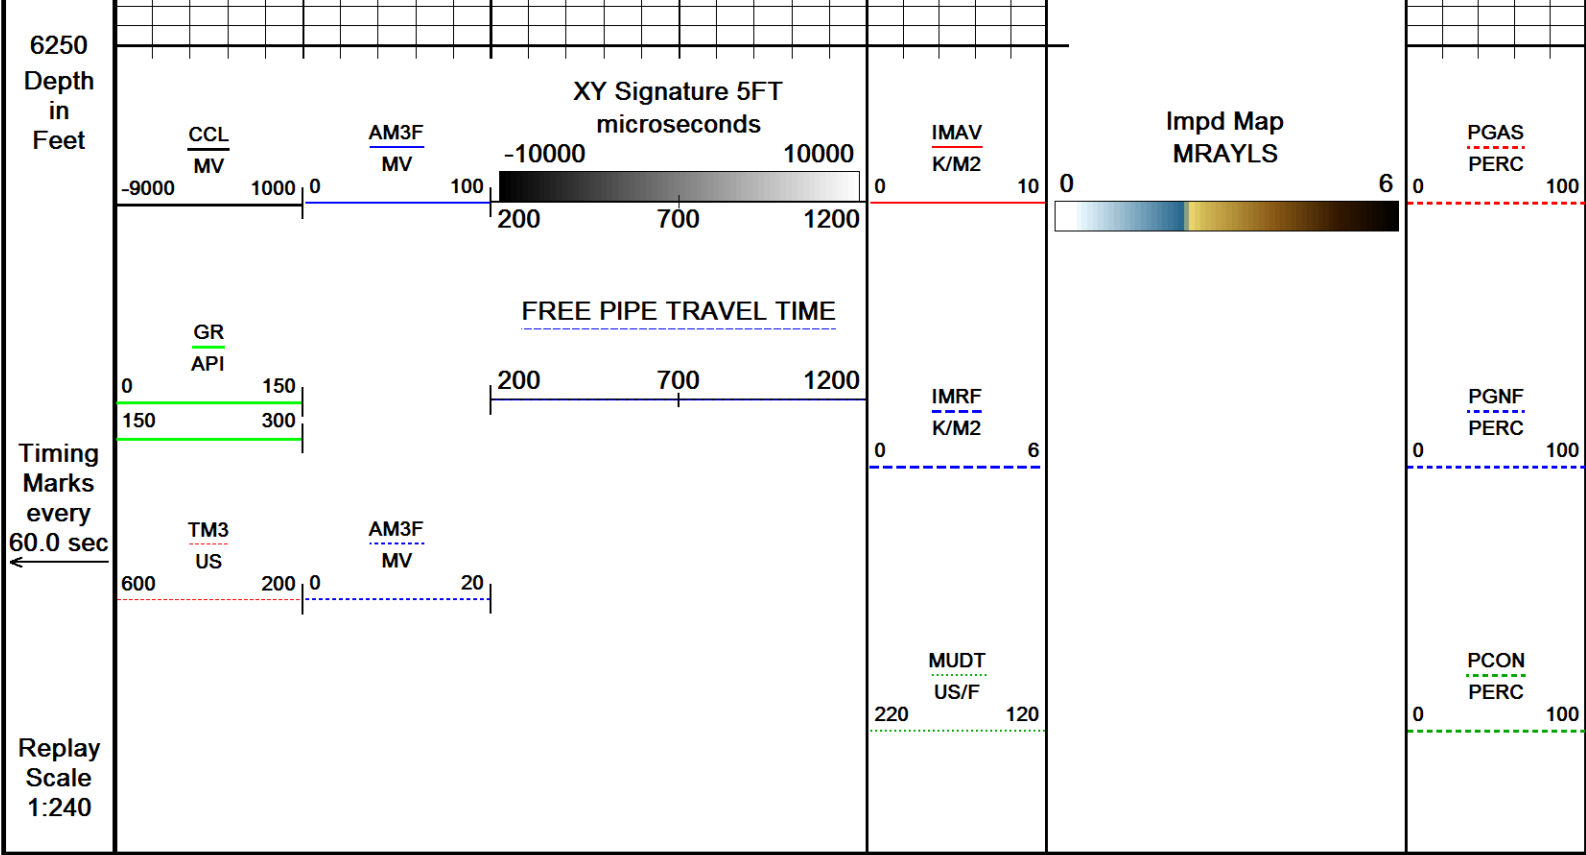 6250
Depth
in
Feet
CCL
MV
-9000 1000
AM3F
MV
0 100
XY Signature 5FT
microseconds
-10000 10000
200 700 1200
IMAV
K/M2
0 10
Impd Map
MRAYLS
0 6
PGAS
PERC
0 100
GR
API
0 150
150 300
FREE PIPE TRAVEL TIME
200 700 1200
IMRF
K/M2
0 6
PGNF
PERC
0 100
Timing
Marks
every
60.0 sec
TM3
US
600 200
AM3F
MV
0 20
MUDT
US/F
220 120
PCON
PERC
0 100
Replay
Scale
1:240